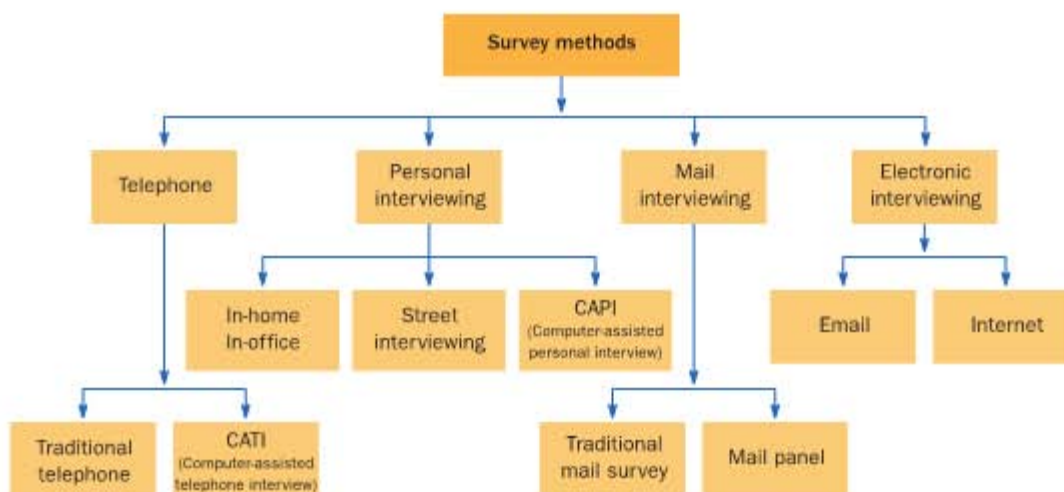 Survey methods
Telephone
Personal
interviewing
Mail
interviewing
Electronic
interviewing
In-home
In-office
Street
interviewing
CAPI
(Computer-assisted
personal interview)
Email
Internet
Traditional
telephone
CATI
(Computer-assisted
telephone interview)
Traditional
mail survey
Mail panel